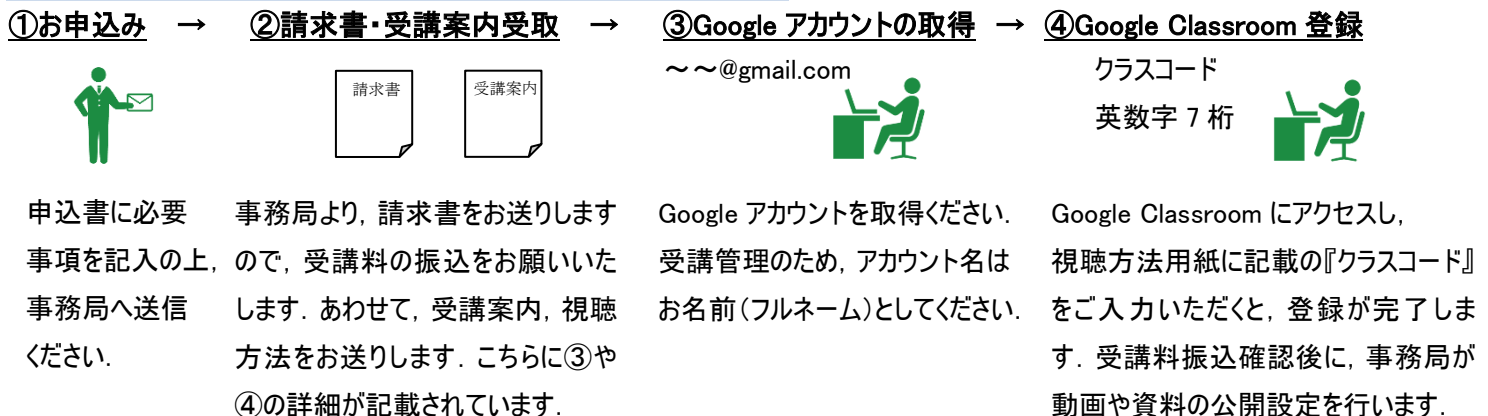 ①お申込み → ②請求書・受講案内受取 → ③Google アカウントの取得 → ④Google Classroom 登録
請求書
受講案内
～～@gmail.com
クラスコード
英数字 7 桁
申込書に必要
事項を記入の上,
事務局へ送信
ください.
事務局より, 請求書をお送りします
ので, 受講料の振込をお願いいた
します. あわせて, 受講案内, 視聴
方法をお送りします. こちらに③や
④の詳細が記載されています.
Google アカウントを取得ください.
受講管理のため, アカウント名は
お名前(フルネーム)としてください.
Google Classroom にアクセスし,
視聴方法用紙に記載の『クラスコード』
をご入力いただくと, 登録が完了しま
す. 受講料振込確認後に, 事務局が
動画や資料の公開設定を行います.